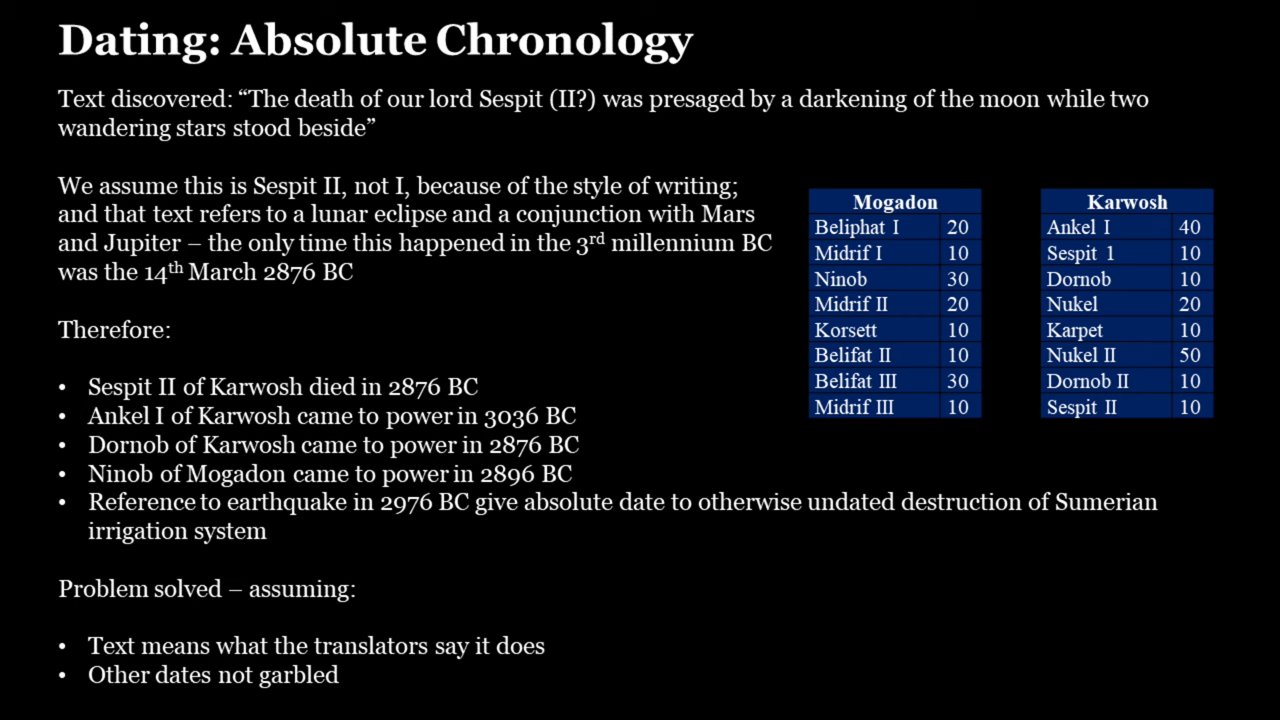 Dating: Absolute Chronology
Text discovered: “The death of our lord Sespit (II?) was presaged by a darkening of the moon while two
wandering stars stood beside”
We assume this is Sespit II, not I, because of the style of writing;
and that text refers to a lunar eclipse and a conjunction with Mars
and Jupiter – the only time this happened in the 3rd millennium BC
was the 14th March 2876 BC
Therefore:
• Sespit II of Karwosh died in 2876 BC
• Ankel I of Karwosh came to power in 3036 BC
• Dornob of Karwosh came to power in 2876 BC
• Ninob of Mogadon came to power in 2896 BC
• Reference to earthquake in 2976 BC give absolute date to otherwise undated destruction of Sumerian
irrigation system
Problem solved – assuming:
• Text means what the translators say it does
• Other dates not garbled
Mogadon
Beliphat I 20
Midrif I 10
Ninob 30
Midrif II 20
Korsett 10
Belifat II 10
Belifat III 30
Midrif III 10
Karwosh
Ankel I 40
Sespit 1 10
Dornob 10
Nukel 20
Karpet 10
Nukel II 50
Dornob II 10
Sespit II 10